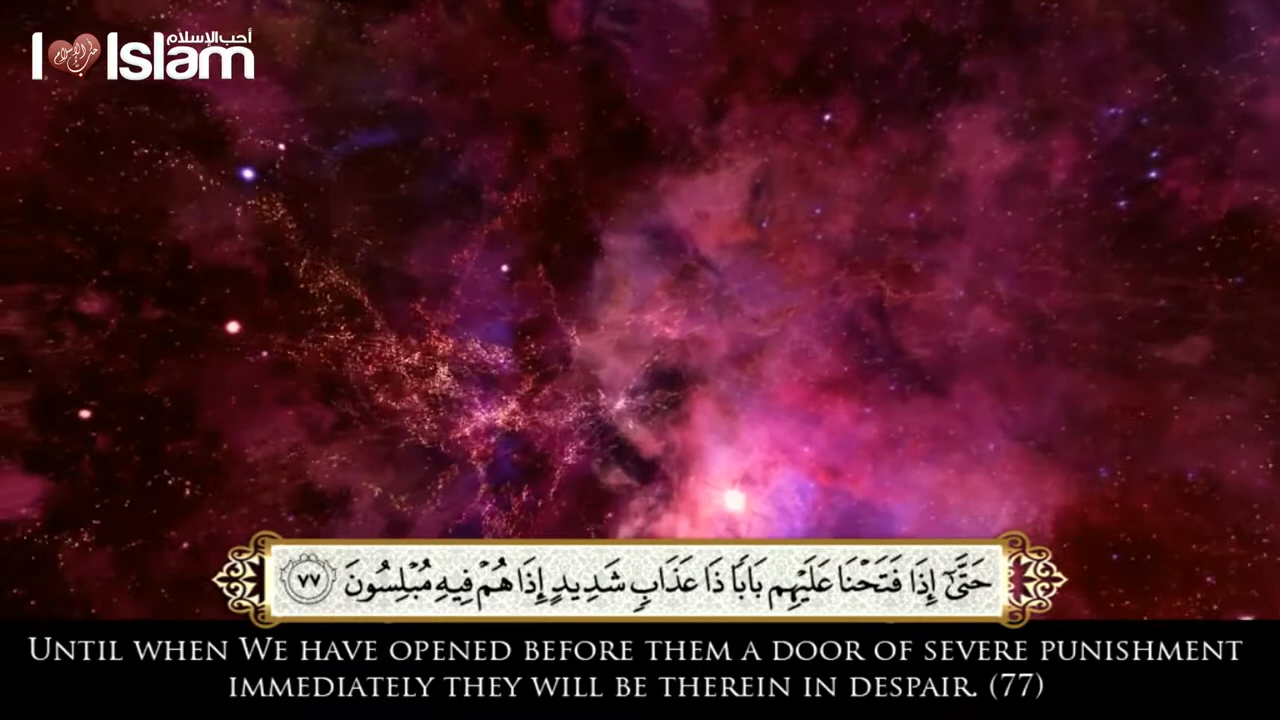 أحب الإسلام
I Islam
حَتَّىٰٓ إِذَا فَتَحْنَا عَلَيْهِم بَابًا ذَا عَذَابٍ شَدِيدٍ إِذَا هُمْ فِيهِ مُبْلِسُونَ ٧٧
UNTIL WHEN WE HAVE OPENED BEFORE THEM A DOOR OF SEVERE PUNISHMENT
IMMEDIATELY THEY WILL BE THEREIN IN DESPAIR. (77)